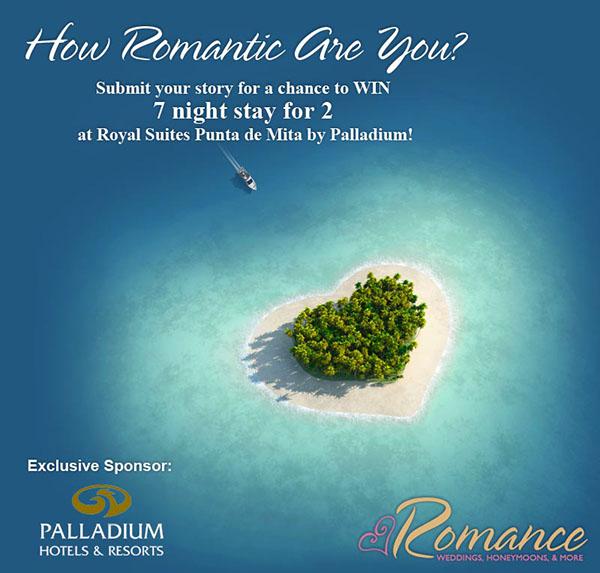 How Romantic Are You?
Submit your story for a chance to WIN
7 night stay for 2
at Royal Suites Punta de Mita by Palladium!
Exclusive Sponsor:
PALLADIUM
HOTELS & RESORTS
Romance
WEDDINGS, HONEYMOONS, & MORE